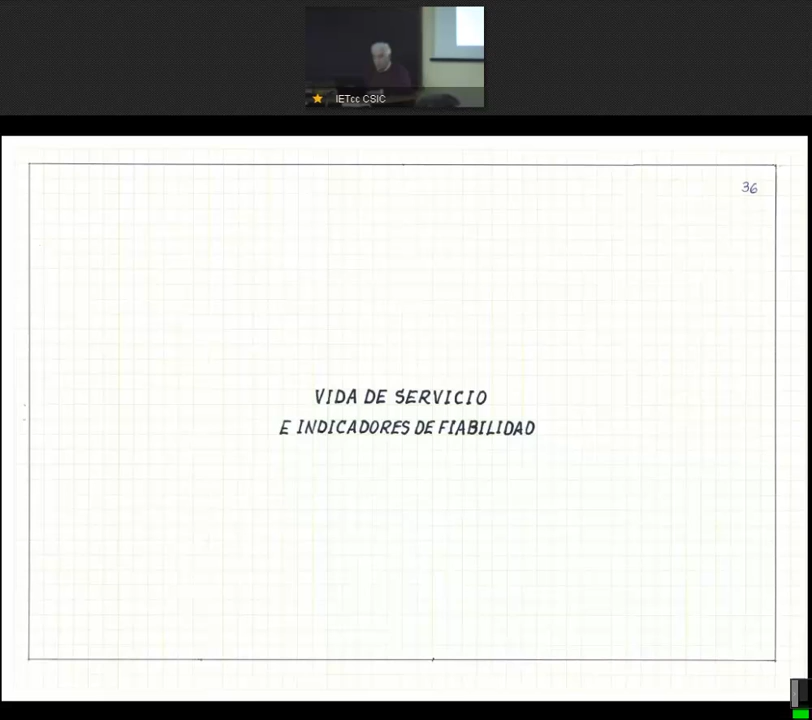 IETcc CSIC
36
VIDA DE SERVICIO
E INDICADORES DE FIABILIDAD